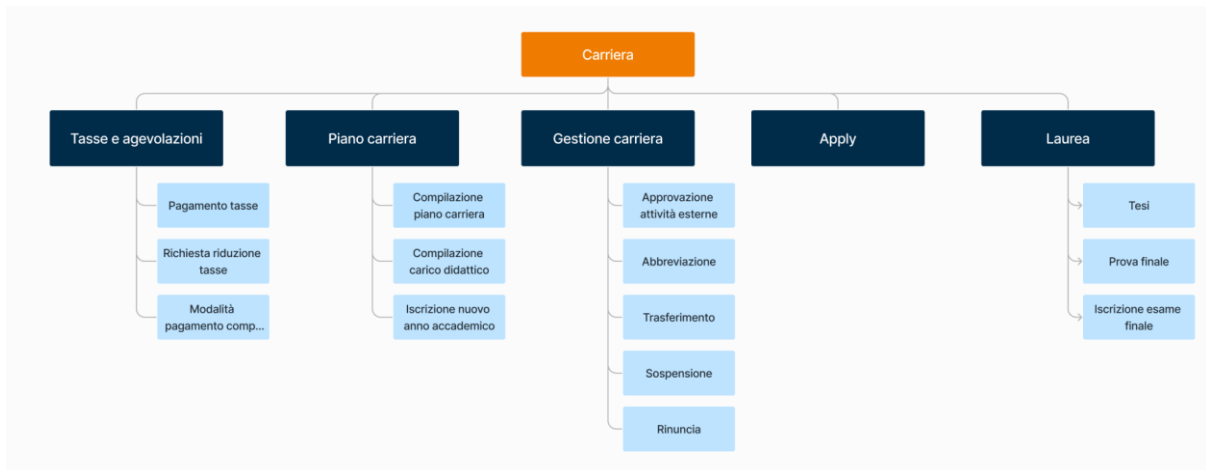 Carriera
Tasse e agevolazioni
Piano carriera
Gestione carriera
Apply
Laurea
Pagamento tasse
Richiesta riduzione
tasse
Modalità
pagamento comp...
Compilazione
piano carriera
Compilazione
carico didattico
Iscrizione nuovo
anno accademico
Approvazione
attività esterne
Abbreviazione
Trasferimento
Sospensione
Rinuncia
Tesi
Prova finale
Iscrizione esame
finale